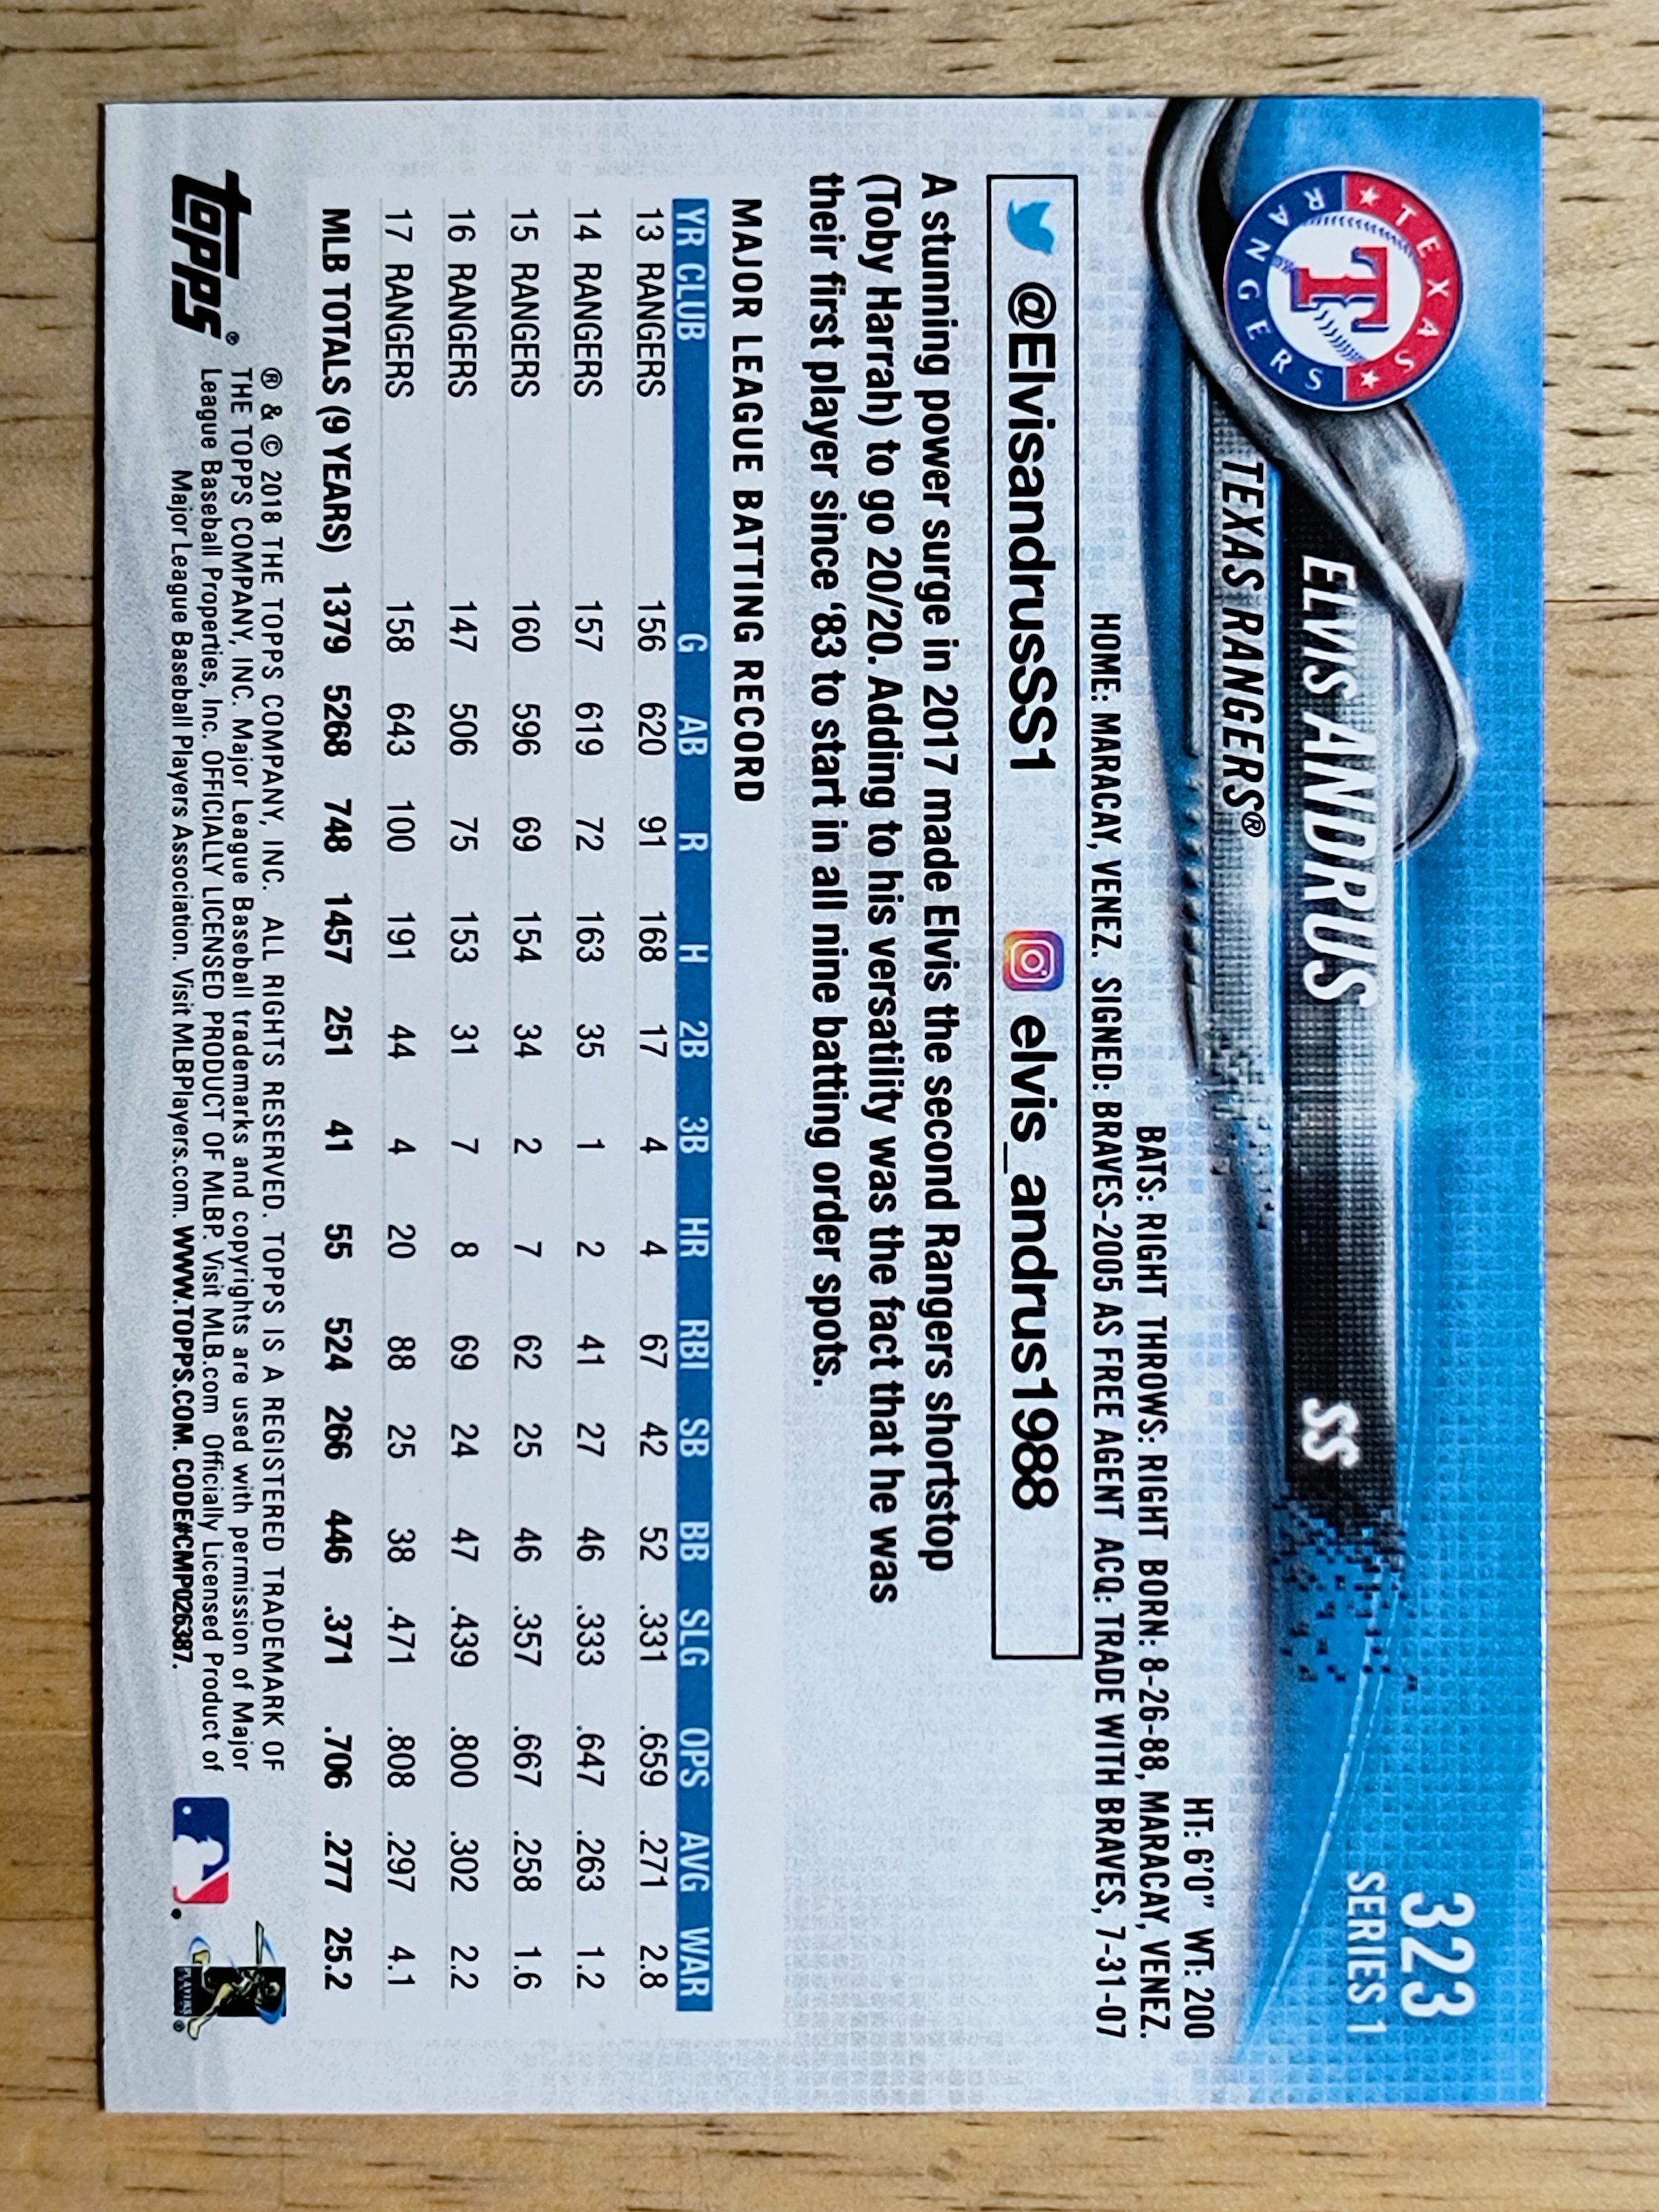 323
SERIES 1
TEXAS RANGERS
T
ELVIS ANDRUS SS
TEXAS RANGERS®
HT: 6'0" WT: 200
BATS: RIGHT THROWS: RIGHT BORN: 8-26-88, MARACAY, VENEZ.
HOME: MARACAY, VENEZ. SIGNED: BRAVES-2005 AS FREE AGENT ACQ: TRADE WITH BRAVES, 7-31-07
@ElvisandrusSS1 elvis_andrus1988
A stunning power surge in 2017 made Elvis the second Rangers shortstop
(Toby Harrah) to go 20/20. Adding to his versatility was the fact that he was
their first player since ‘83 to start in all nine batting order spots.
MAJOR LEAGUE BATTING RECORD
YR CLUB G AB R H 2B 3B HR RBI SB BB SLG OPS AVG WAR
13 RANGERS 156 620 91 168 17 4 4 67 42 52 .331 .659 .271 2.8
14 RANGERS 157 619 72 163 35 1 2 41 27 46 .333 .647 .263 1.2
15 RANGERS 160 596 69 154 34 2 7 62 25 46 .357 .667 .258 1.6
16 RANGERS 147 506 75 153 31 7 8 69 24 47 .439 .800 .302 2.2
17 RANGERS 158 643 100 191 44 4 20 88 25 38 .471 .808 .297 4.1
MLB TOTALS (9 YEARS) 1379 5268 748 1457 251 41 55 524 266 446 .371 .706 .277 25.2
topps®
® & © 2018 THE TOPPS COMPANY, INC. ALL RIGHTS RESERVED. TOPPS IS A REGISTERED TRADEMARK OF
THE TOPPS COMPANY, INC. Major League Baseball trademarks and copyrights are used with permission of Major
League Baseball Properties, Inc. OFFICIALLY LICENSED PRODUCT OF MLBP. Visit MLB.com Officially Licensed Product of
Major League Baseball Players Association. Visit MLBPlayers.com. WWW.TOPPS.COM. CODE#CMP026387.
PLAYERS